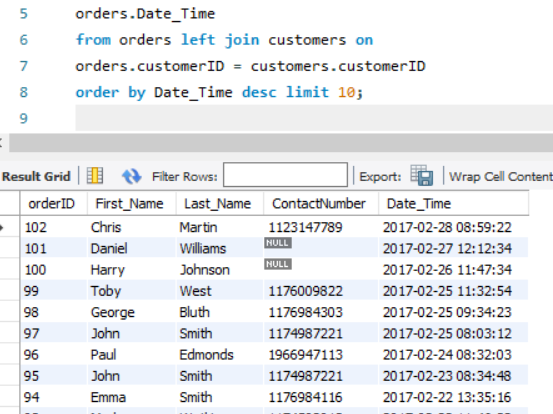 5 orders.Date_Time
6 from orders left join customers on
7 orders.customerID = customers.customerID
8 order by Date_Time desc limit 10;
9
Result Grid Filter Rows: Export: Wrap Cell Content
orderID First_Name Last_Name ContactNumber Date_Time
102 Chris Martin 1123147789 2017-02-28 08:59:22
101 Daniel Williams NULL 2017-02-27 12:12:34
100 Harry Johnson NULL 2017-02-26 11:47:34
99 Toby West 1176009822 2017-02-25 11:32:54
98 George Bluth 1176984303 2017-02-25 09:34:23
97 John Smith 1174987221 2017-02-25 08:03:12
96 Paul Edmonds 1966947113 2017-02-24 08:32:03
95 John Smith 1174987221 2017-02-23 08:34:48
94 Emma Smith 1176984116 2017-02-22 13:35:16